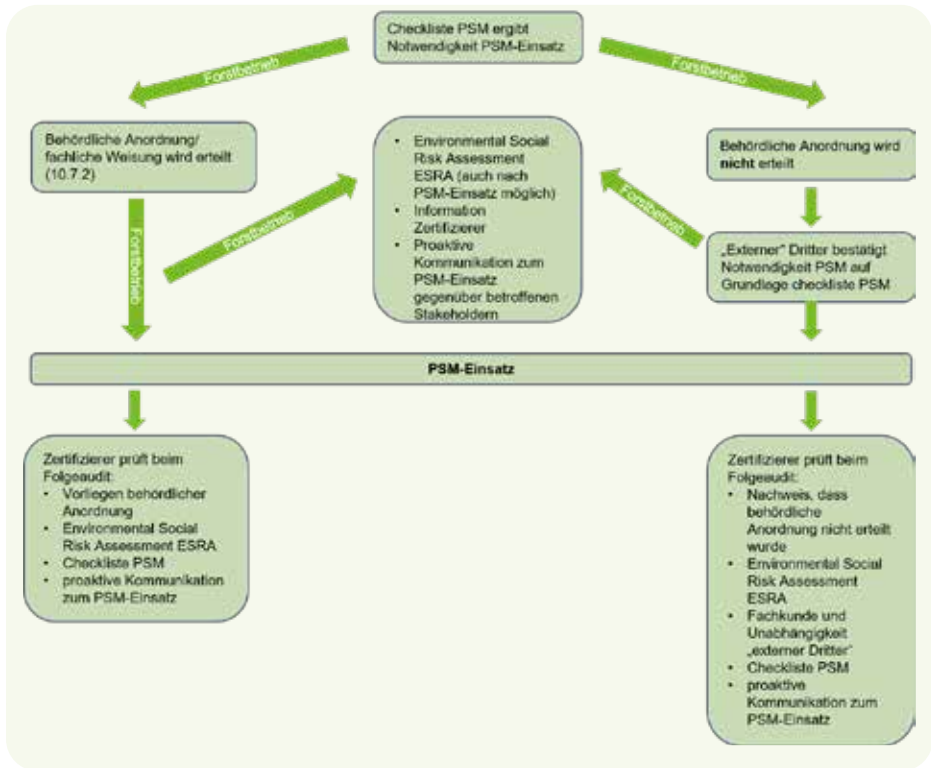 Checkliste PSM ergibt
Notwendigkeit PSM-Einsatz
Forstbetrieb
Forstbetrieb
Behördliche Anordnung/
fachliche Weisung wird erteilt
(10.7.2)
• Environmental Social
Risk Assessment
ESRA (auch nach
PSM-Einsatz möglich)
• Information
Zertifizierer
• Proaktive
Kommunikation zum
PSM-Einsatz
gegenüber betroffenen
Stakeholdern
Behördliche Anordnung wird
nicht erteilt
Forstbetrieb
Forstbetrieb
Forstbetrieb
„Externer“ Dritter bestätigt
Notwendigkeit PSM auf
Grundlage checkliste PSM
PSM-Einsatz
Zertifizierer prüft beim
Folgeaudit:
• Vorliegen behördlicher
Anordnung
• Environmental Social
Risk Assessment ESRA
• Checkliste PSM
• proaktive Kommunikation
zum PSM-Einsatz
Zertifizierer prüft beim
Folgeaudit:
• Nachweis, dass
behördliche
Anordnung nicht erteilt
wurde
• Environmental Social
Risk Assessment
ESRA
• Fachkunde und
Unabhängigkeit
„externer Dritter“
• Checkliste PSM
• proaktive
Kommunikation zum
PSM-Einsatz